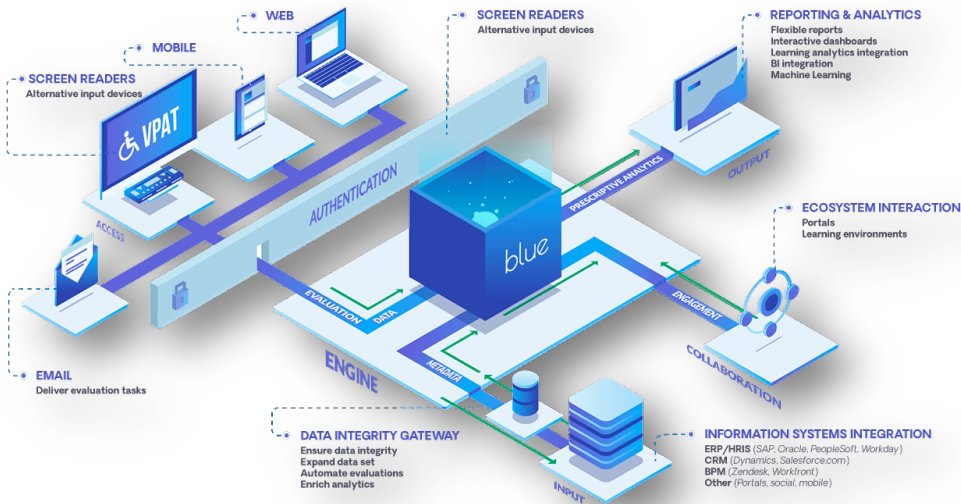 WEB
SCREEN READERS
Alternative input devices
REPORTING & ANALYTICS
Flexible reports
Interactive dashboards
Learning analytics integration
BI integration
Machine Learning
MOBILE
SCREEN READERS
Alternative input devices
VPAT
AUTHENTICATION
PRESCRIPTIVE ANALYTICS
OUTPUT
ACCESS
ECOSYSTEM INTERACTION
Portals
Learning environments
blue
EVALUATION
DATA
ENGAGEMENT
METADATA
ENGINE
COLLABORATION
EMAIL
Deliver evaluation tasks
DATA INTEGRITY GATEWAY
Ensure data integrity
Expand data set
Automate evaluations
Enrich analytics
INPUT
INFORMATION SYSTEMS INTEGRATION
ERP/HRIS (SAP, Oracle, PeopleSoft, Workday)
CRM (Dynamics, Salesforce.com)
BPM (Zendesk, Workfront)
Other (Portals, social, mobile)